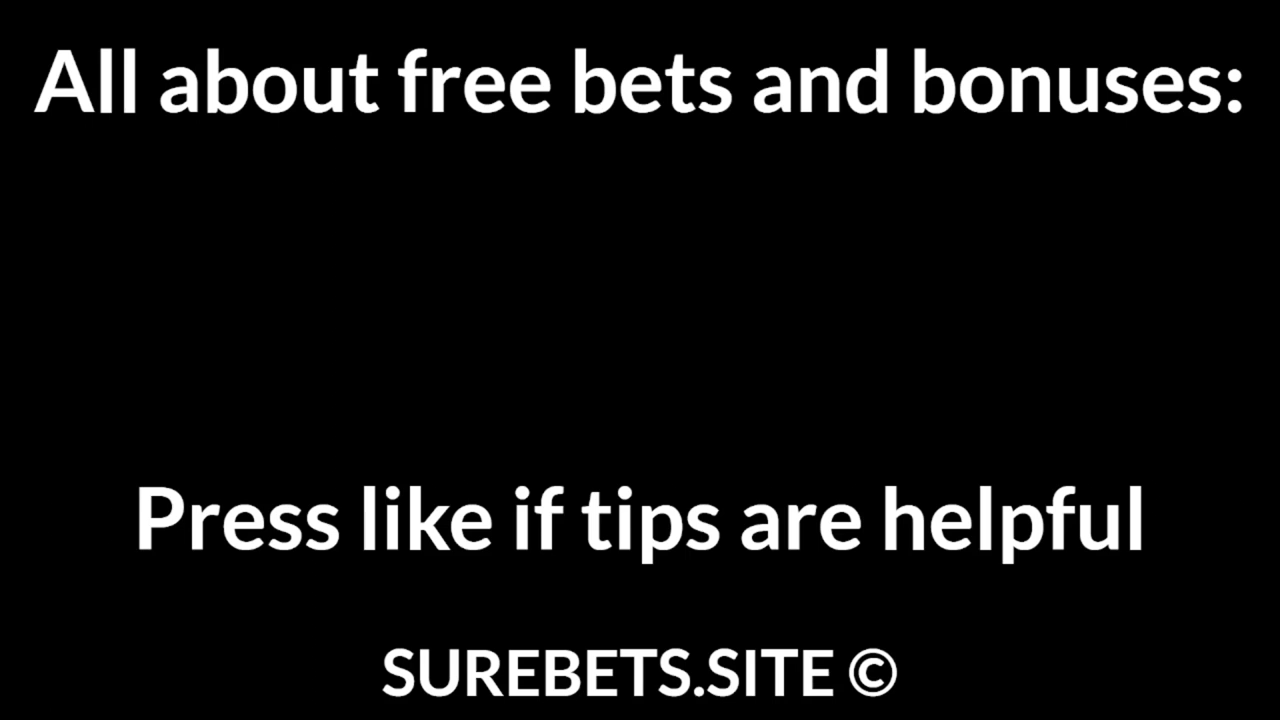 All about free bets and bonuses:
Press like if tips are helpful
SUREBETS.SITE ©